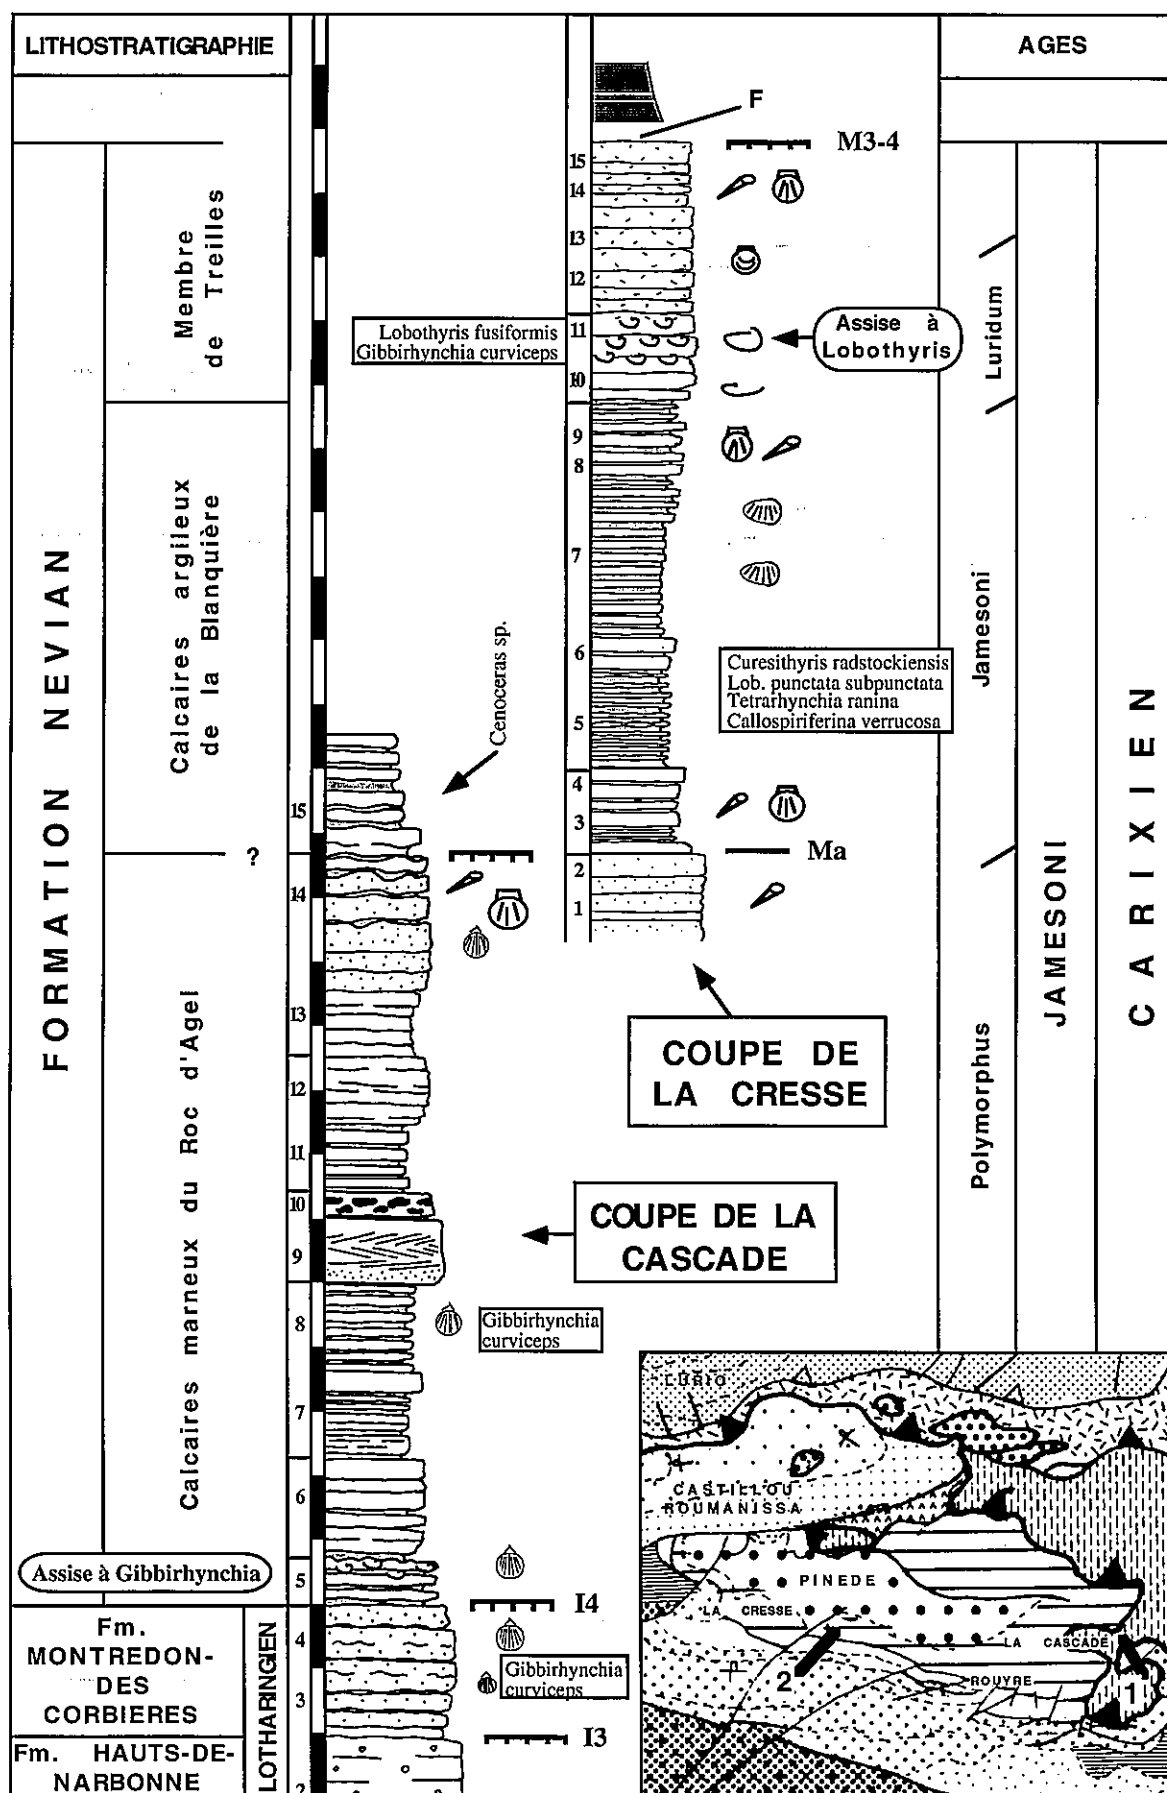 LITHOSTRATIGRAPHIE
AGES
F
M3-4
15
14
13
12
11
10
9
8
7
6
5
4
3
2
1
Membre
de Treilles
Lobothyris fusiformis
Gibbirhynchia curviceps
Assise à
Lobothyris
Luridum
FORMATION NEVIAN
Calcaires argileux
de la Blanquière
Cenoceras sp.
Curesithyris radstockiensis
Lob. punctata subpunctata
Tetrarhynchia ranina
Callospiriferina verrucosa
Jamesoni
JAMESONI
CARIXIEN
Ma
?
15
14
13
12
11
10
9
8
7
6
5
4
3
2
Calcaires marneux du Roc d'Agel
COUPE DE
LA CRESSE
Polymorphus
COUPE DE LA
CASCADE
Gibbirhynchia
curviceps
Assise à Gibbirhynchia
I4
Fm.
MONTREDON-
DES
CORBIERES
LOTHARINGEN
Gibbirhynchia
curviceps
I3
Fm. HAUTS-DE-
NARBONNE
LURIO
CASTILLOU
ROUMANISSA
PINEDE
LA CRESSE
LA CASCADE
ROUYRE
2
1